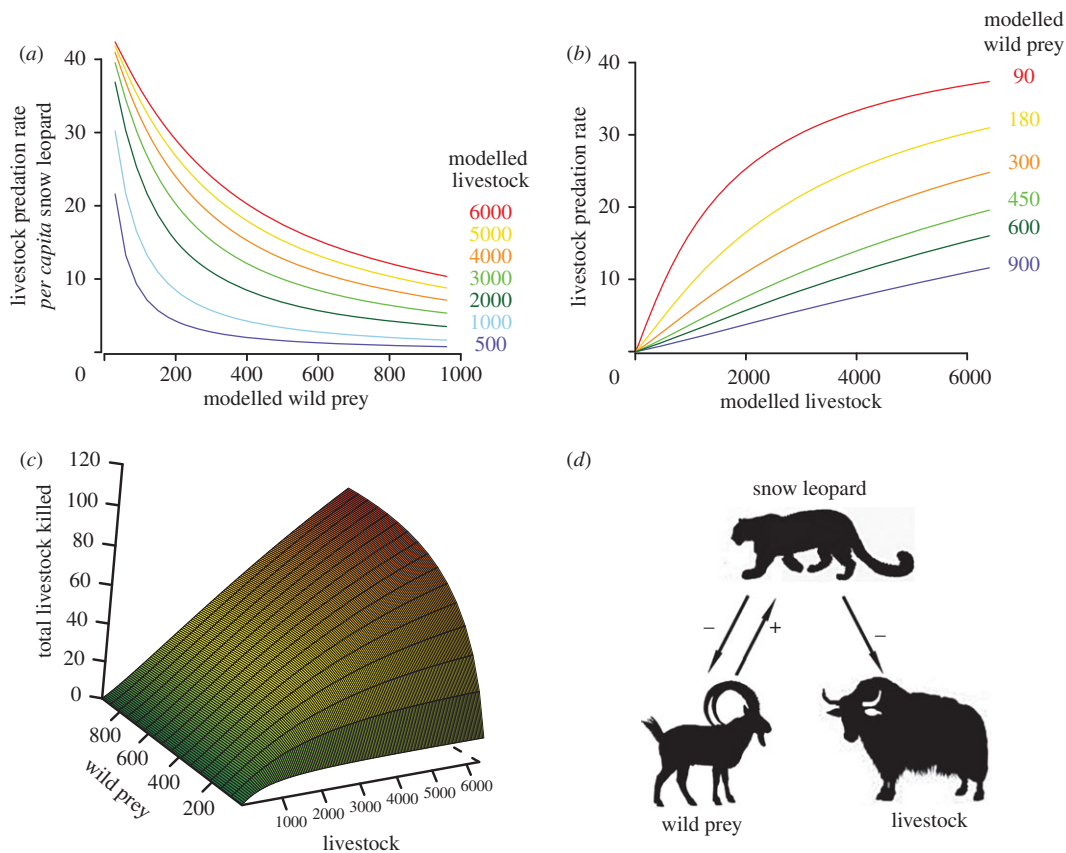 (a)
40
30
20
10
0
200
400
600
800
1000
livestock predation rate
per capita snow leopard
modelled wild prey
modelled
livestock
6000
5000
4000
3000
2000
1000
500
(b)
40
30
20
10
0
0
2000
4000
6000
livestock predation rate
modelled livestock
modelled
wild prey
90
180
300
450
600
900
(c)
120
100
80
60
40
20
0
total livestock killed
800
600
400
200
wild prey
1000
2000
3000
4000
5000
6000
livestock
(d)
snow leopard
–
+
–
wild prey
livestock